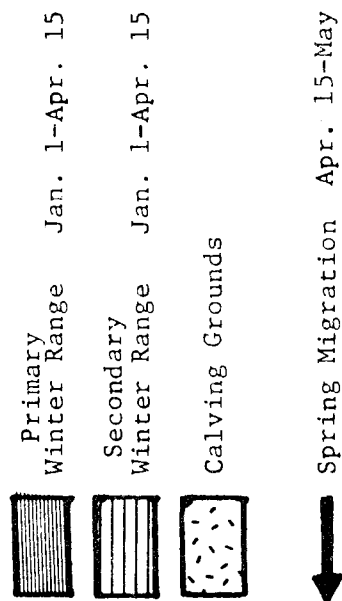 Primary
Winter Range Jan. 1-Apr. 15
Secondary
Winter Range Jan. 1-Apr. 15
Calving Grounds
Spring Migration Apr. 15-May